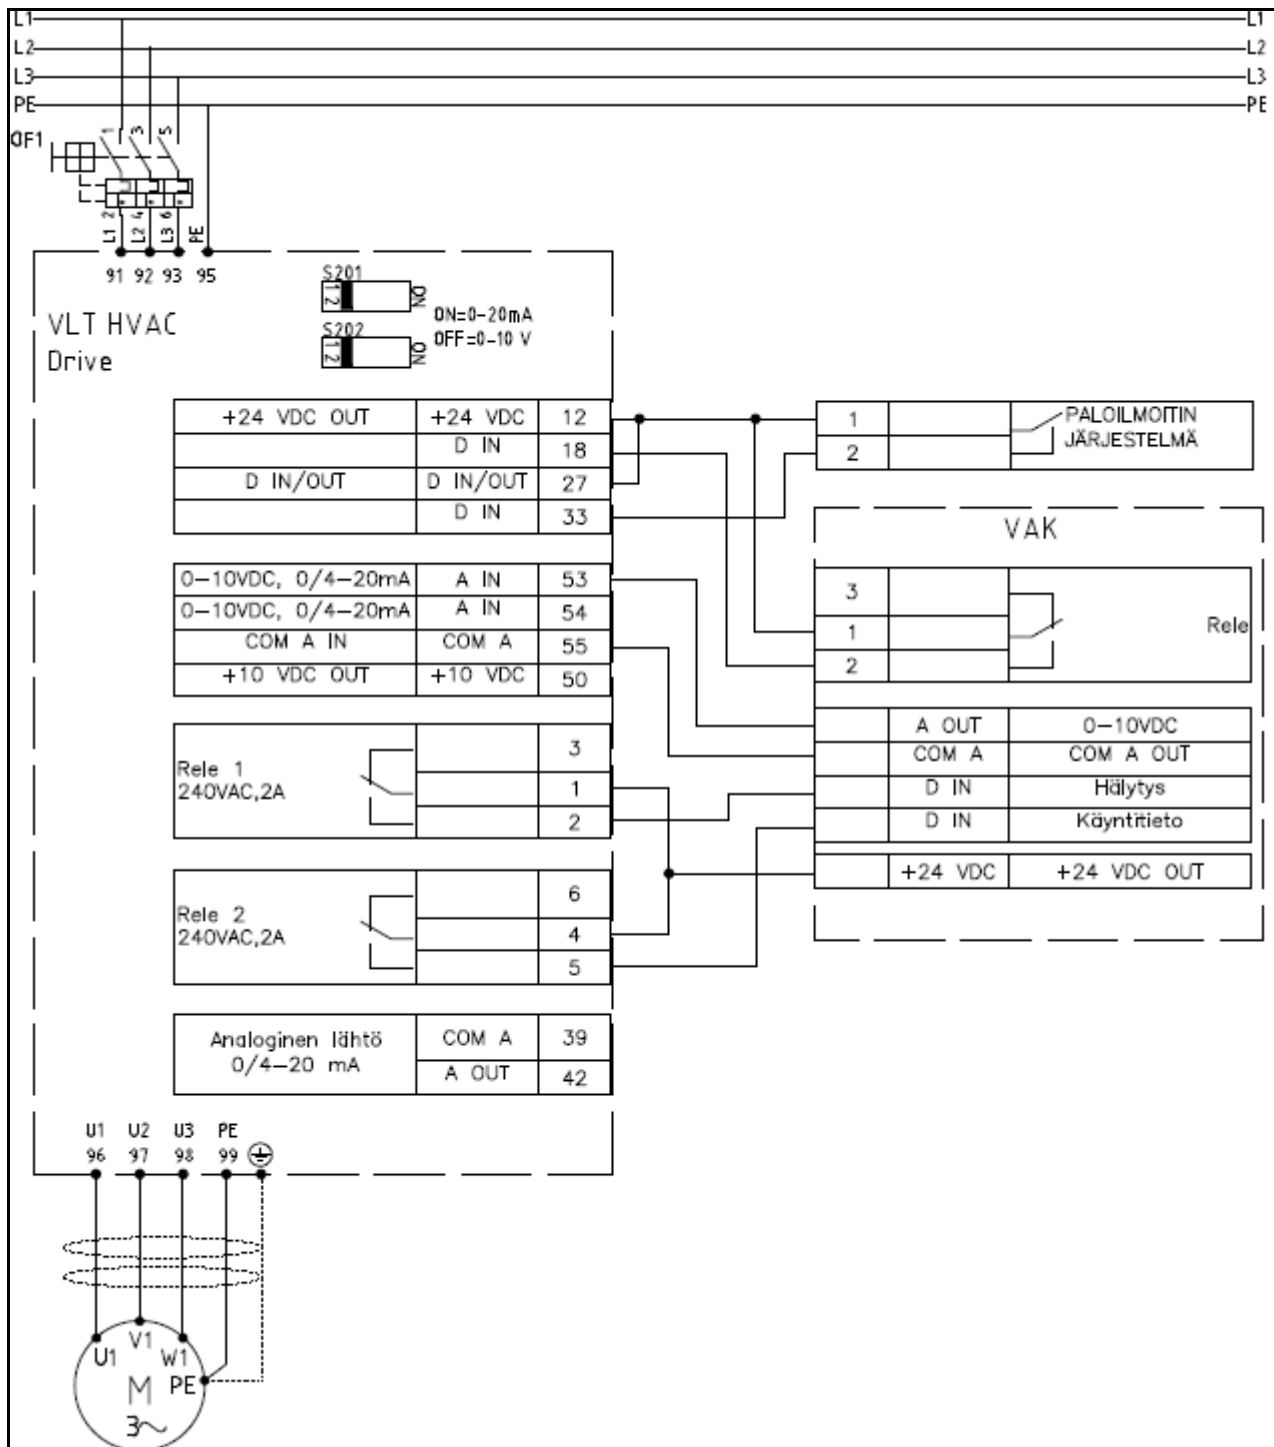 L1 L1
L2 L2
L3 L3
PE PE
QF1
1 3 5
2 4 6
L1 L2 L3 PE
91 92 93 95
VLT HVAC
Drive
S201
1 2 ON
S202
1 2 ON
ON=0-20mA
OFF=0-10 V
+24 VDC OUT +24 VDC 12
D IN 18
D IN/OUT D IN/OUT 27
D IN 33
1 PALOILMOITIN
2 JÄRJESTELMÄ
VAK
0-10VDC, 0/4-20mA A IN 53
0-10VDC, 0/4-20mA A IN 54
COM A IN COM A 55
+10 VDC OUT +10 VDC 50
3
1 Rele
2
A OUT 0-10VDC
COM A COM A OUT
D IN Hälytys
D IN Käyntitieto
+24 VDC +24 VDC OUT
Rele 1
240VAC,2A
3
1
2
Rele 2
240VAC,2A
6
4
5
Analoginen lähtö
0/4-20 mA
COM A 39
A OUT 42
U1 U2 U3 PE
96 97 98 99
U1 V1 W1
M PE
3~